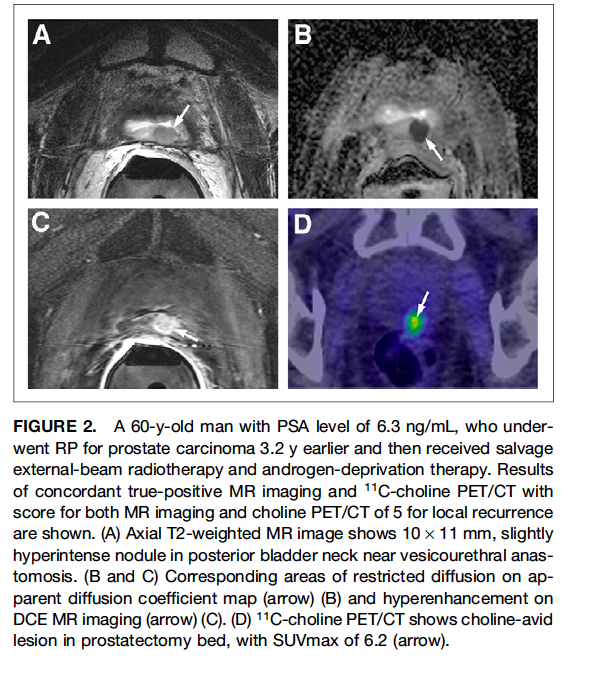 A
B
C
D
FIGURE 2. A 60-y-old man with PSA level of 6.3 ng/mL, who under-
went RP for prostate carcinoma 3.2 y earlier and then received salvage
external-beam radiotherapy and androgen-deprivation therapy. Results
of concordant true-positive MR imaging and ¹¹C-choline PET/CT with
score for both MR imaging and choline PET/CT of 5 for local recurrence
are shown. (A) Axial T2-weighted MR image shows 10 × 11 mm, slightly
hyperintense nodule in posterior bladder neck near vesicourethral anas-
tomosis. (B and C) Corresponding areas of restricted diffusion on ap-
parent diffusion coefficient map (arrow) (B) and hyperenhancement on
DCE MR imaging (arrow) (C). (D) ¹¹C-choline PET/CT shows choline-avid
lesion in prostatectomy bed, with SUVmax of 6.2 (arrow).